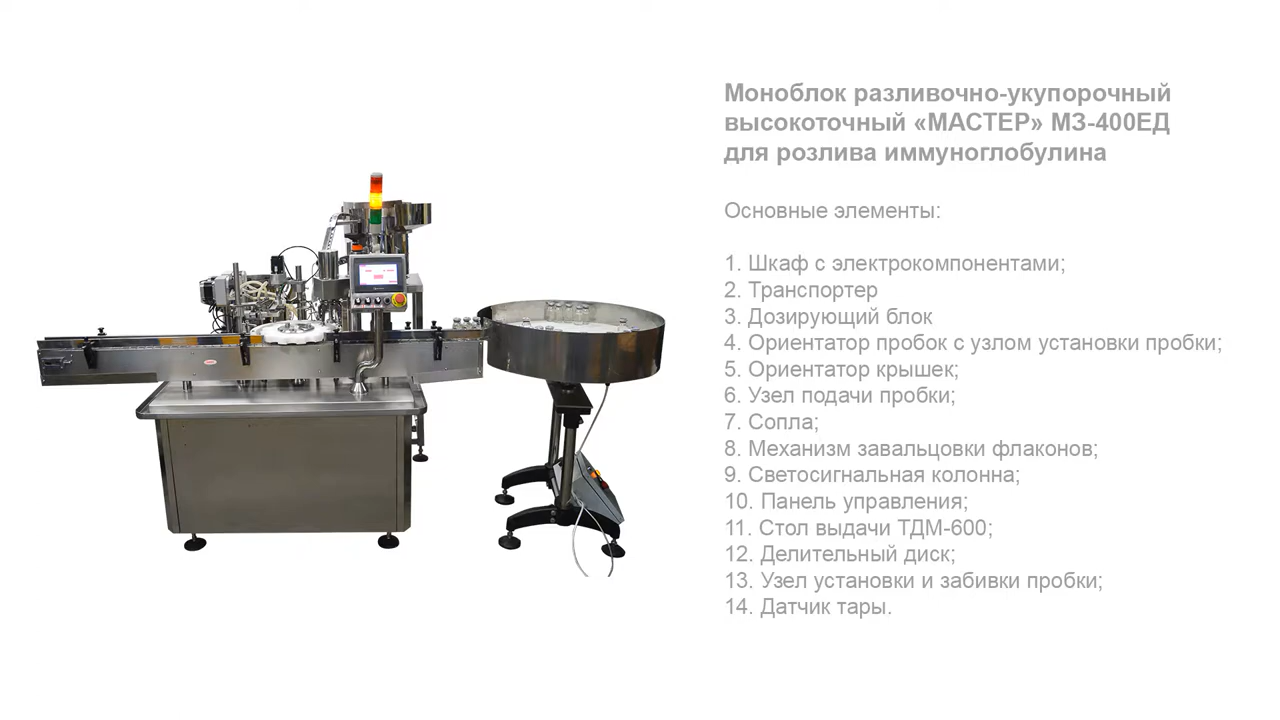 Моноблок разливочно-укупорочный
высокоточный «МАСТЕР» МЗ-400ЕД
для розлива иммуноглобулина
Основные элементы:
1. Шкаф с электрокомпонентами;
2. Транспортер
3. Дозирующий блок
4. Ориентатор пробок с узлом установки пробки;
5. Ориентатор крышек;
6. Узел подачи пробки;
7. Сопла;
8. Механизм завальцовки флаконов;
9. Светосигнальная колонна;
10. Панель управления;
11. Стол выдачи ТДМ-600;
12. Делительный диск;
13. Узел установки и забивки пробки;
14. Датчик тары.